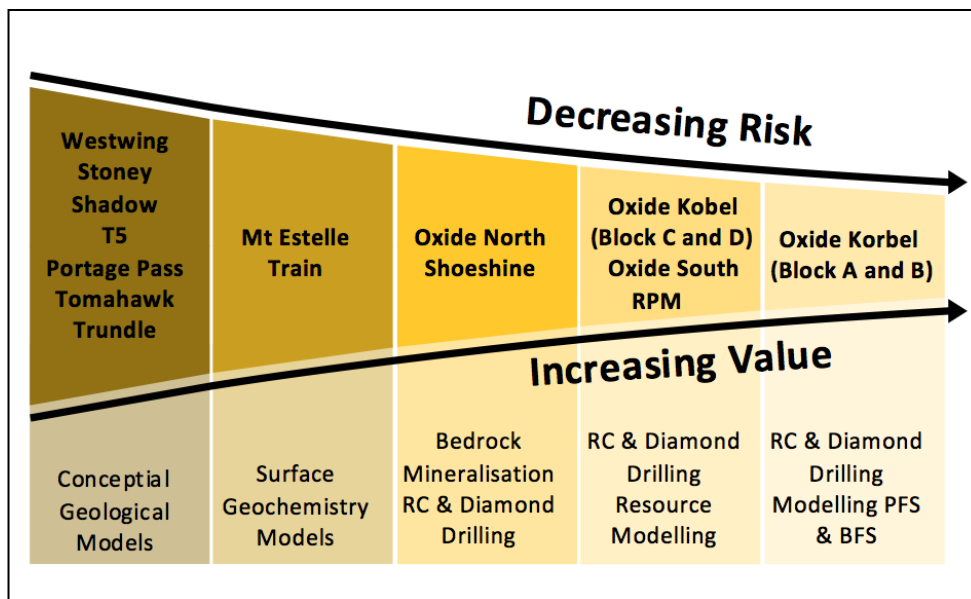 Decreasing Risk
Westwing
Stoney
Shadow
T5
Portage Pass
Tomahawk
Trundle
Mt Estelle
Train
Oxide North
Shoeshine
Oxide Kobel
(Block C and D)
Oxide South
RPM
Oxide Korbel
(Block A and B)
Increasing Value
Conceptial
Geological
Models
Surface
Geochemistry
Models
Bedrock
Mineralisation
RC & Diamond
Drilling
RC & Diamond
Drilling
Resource
Modelling
RC & Diamond
Drilling
Modelling PFS
& BFS